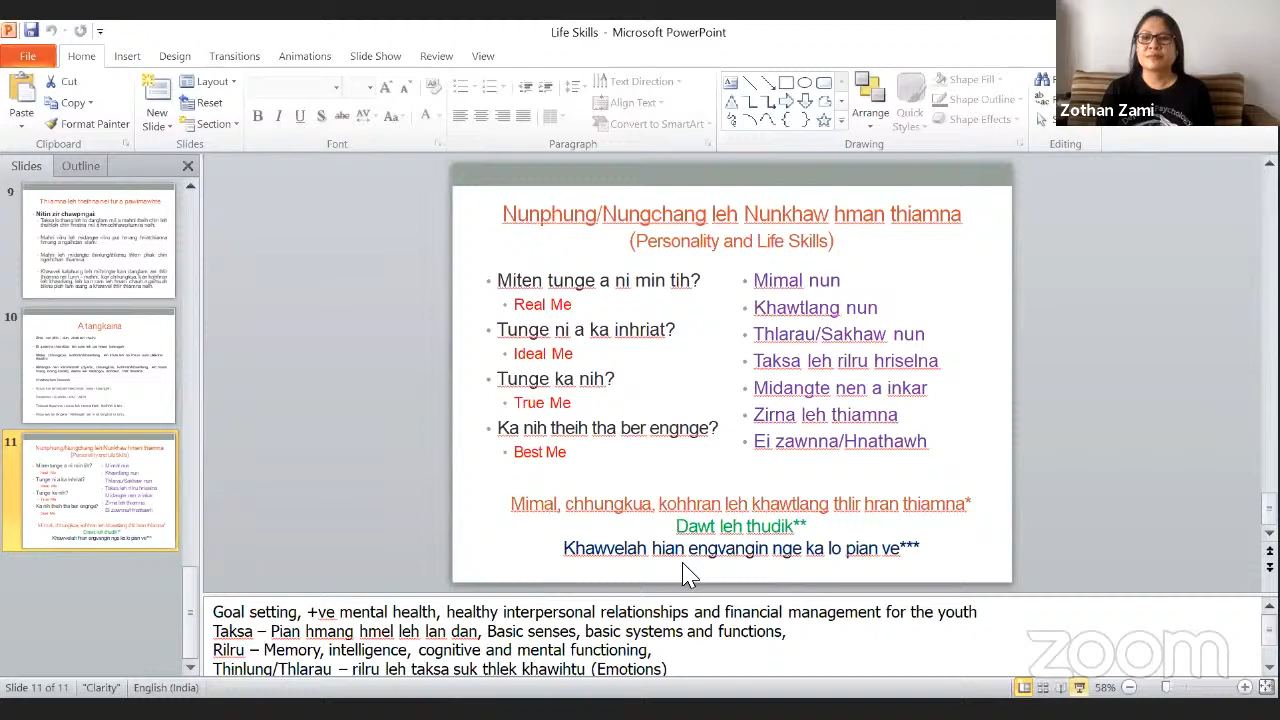 Life Skills - Microsoft PowerPoint
File Home Insert Design Transitions Animations Slide Show Review View
Paste
Cut
Copy
Format Painter
Clipboard
New Slide
Layout
Reset
Section
Slides
B I U S abc AV Aa A
Font
Text Direction
Align Text
Convert to SmartArt
Paragraph
Arrange
Quick Styles
Shape Fill
Shape Outline
Shape Effects
Drawing
Editing
Zothan Zami
Slides Outline
9
10
A tangkaina
11
Nunphung/Nungchang leh Nunkhaw hman thiamna
(Personality and Life Skills)
• Miten tunge a ni min tih?
• Real Me
• Tunge ni a ka inhriat?
• Ideal Me
• Tunge ka nih?
• True Me
• Ka nih theih tha ber engnge?
• Best Me
• Mimal nun
• Khawtlang nun
• Thlarau/Sakhaw nun
• Taksa leh rilru hriselna
• Midangte nen a inkar
• Zirna leh thiamna
• Ei zawnna/Hnathawh
Mimal, chhungkua, kohhran leh khawtlang thlir hran thiamna*
Dawt leh thudik**
Khawvelah hian engvangin nge ka lo pian ve***
Goal setting, +ve mental health, healthy interpersonal relationships and financial management for the youth
Taksa – Pian hmang hmel leh lan dan, Basic senses, basic systems and functions,
Rilru – Memory, intelligence, cognitive and mental functioning,
Thinlung/Thlarau – rilru leh taksa suk thlek khawihtu (Emotions)
zoom
Slide 11 of 11 "Clarity" English (India) 58%